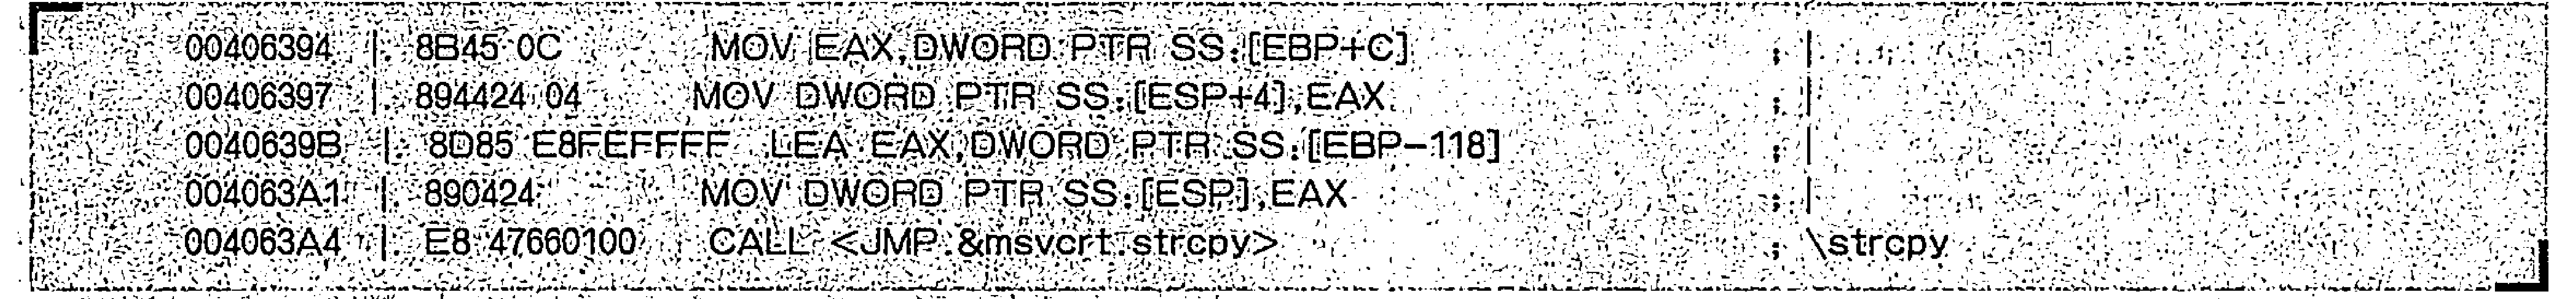 00406394 |. 8B45 0C MOV EAX,DWORD PTR SS:[EBP+C] ; |
00406397 |. 894424 04 MOV DWORD PTR SS:[ESP+4],EAX ; |
0040639B |. 8D85 E8FEFFFF LEA EAX,DWORD PTR SS:[EBP-118] ; |
004063A1 |. 890424 MOV DWORD PTR SS:[ESP],EAX ; |
004063A4 |. E8 47660100 CALL <JMP.&msvcrt.strcpy> ; \strcpy